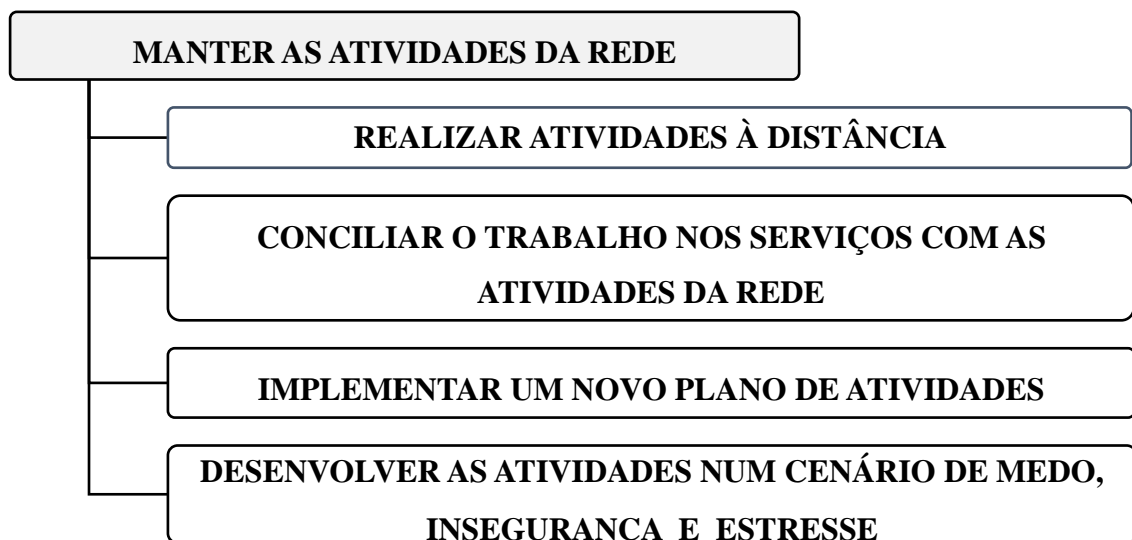 MANTER AS ATIVIDADES DA REDE
REALIZAR ATIVIDADES À DISTÂNCIA
CONCILIAR O TRABALHO NOS SERVIÇOS COM AS
ATIVIDADES DA REDE
IMPLEMENTAR UM NOVO PLANO DE ATIVIDADES
DESENVOLVER AS ATIVIDADES NUM CENÁRIO DE MEDO,
INSEGURANÇA E ESTRESSE